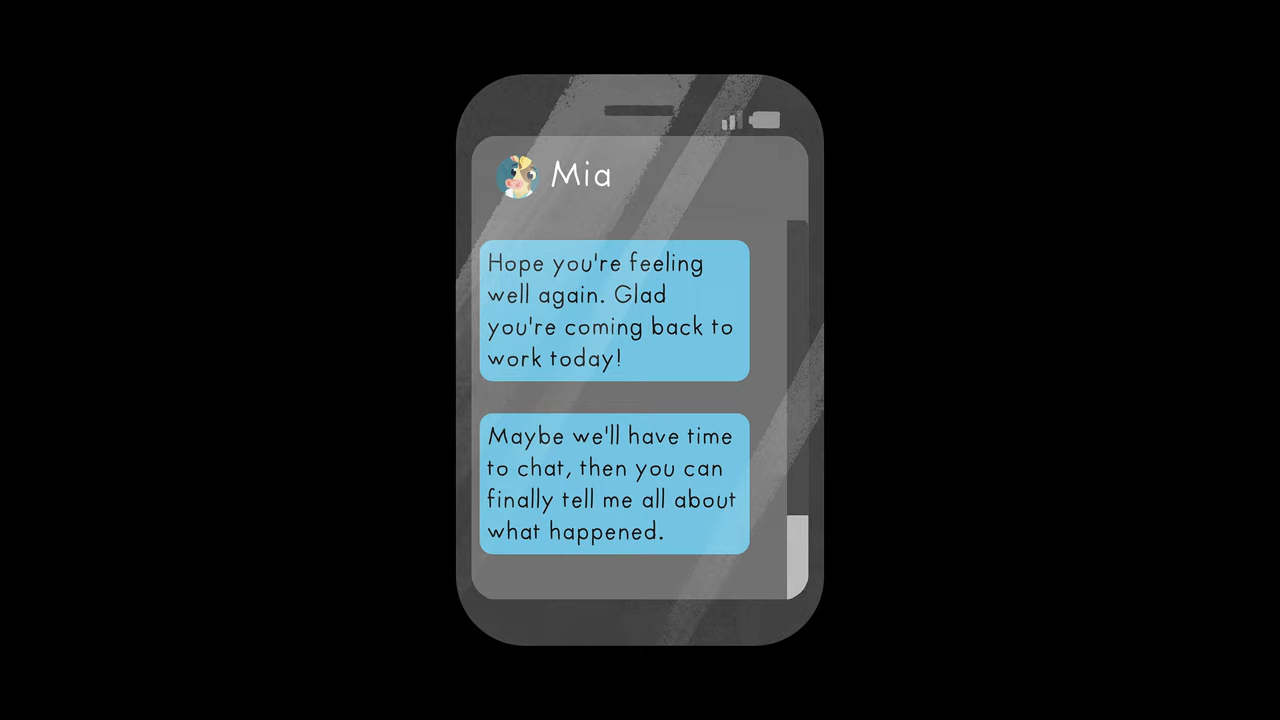 Mia
Hope you're feeling
well again. Glad
you're coming back to
work today!
Maybe we'll have time
to chat, then you can
finally tell me all about
what happened.